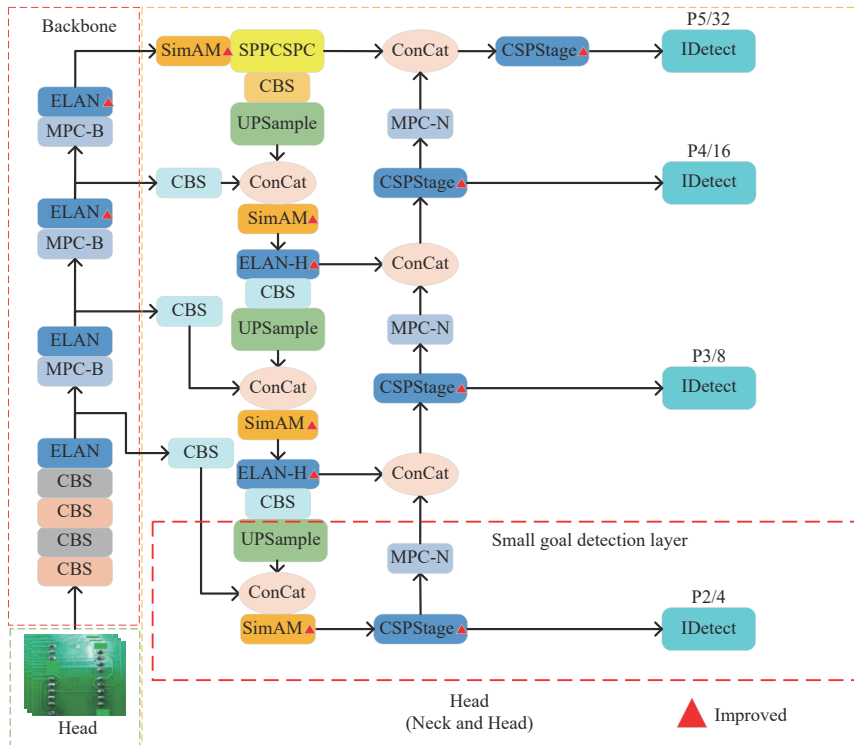 Backbone
ELAN
MPC-B
ELAN
MPC-B
ELAN
MPC-B
ELAN
CBS
CBS
CBS
CBS
Head
SimAM
SPPCSPC
CBS
UPSample
CBS
ConCat
SimAM
ELAN-H
CBS
CBS
UPSample
ConCat
SimAM
CBS
ELAN-H
CBS
UPSample
ConCat
SimAM
ConCat
CSPStage
MPC-N
CSPStage
ConCat
MPC-N
CSPStage
ConCat
MPC-N
CSPStage
P5/32
IDetect
P4/16
IDetect
P3/8
IDetect
Small goal detection layer
P2/4
IDetect
Head
(Neck and Head)
Improved